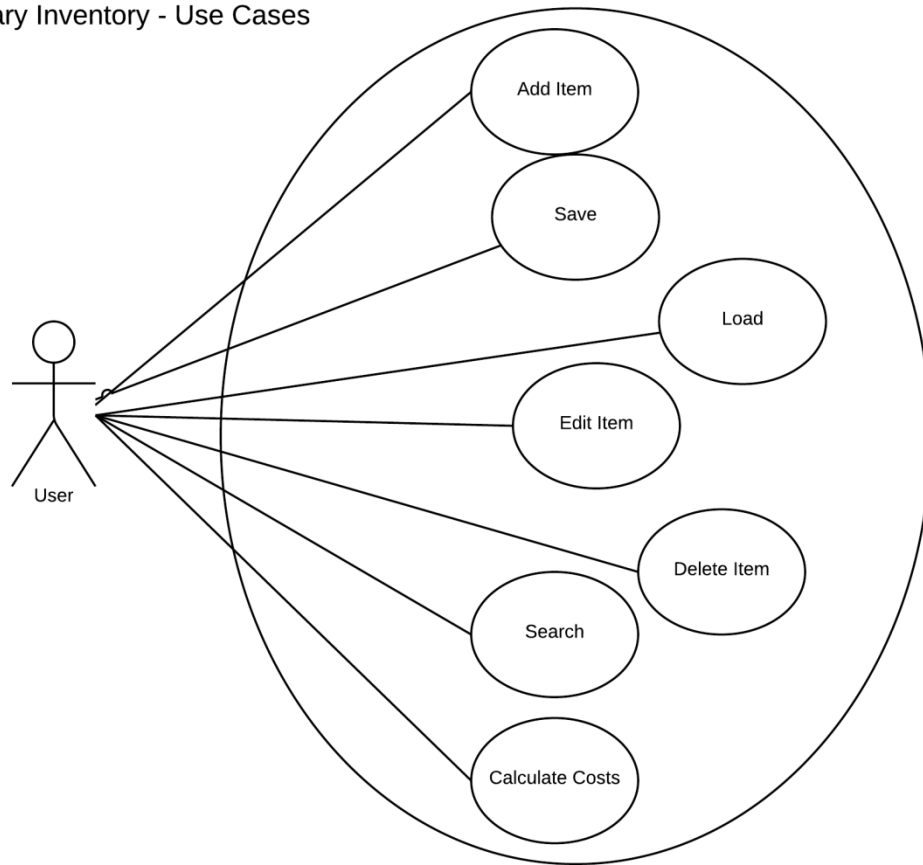 ary Inventory - Use Cases
Add Item
Save
Load
Edit Item
User
Delete Item
Search
Calculate Costs